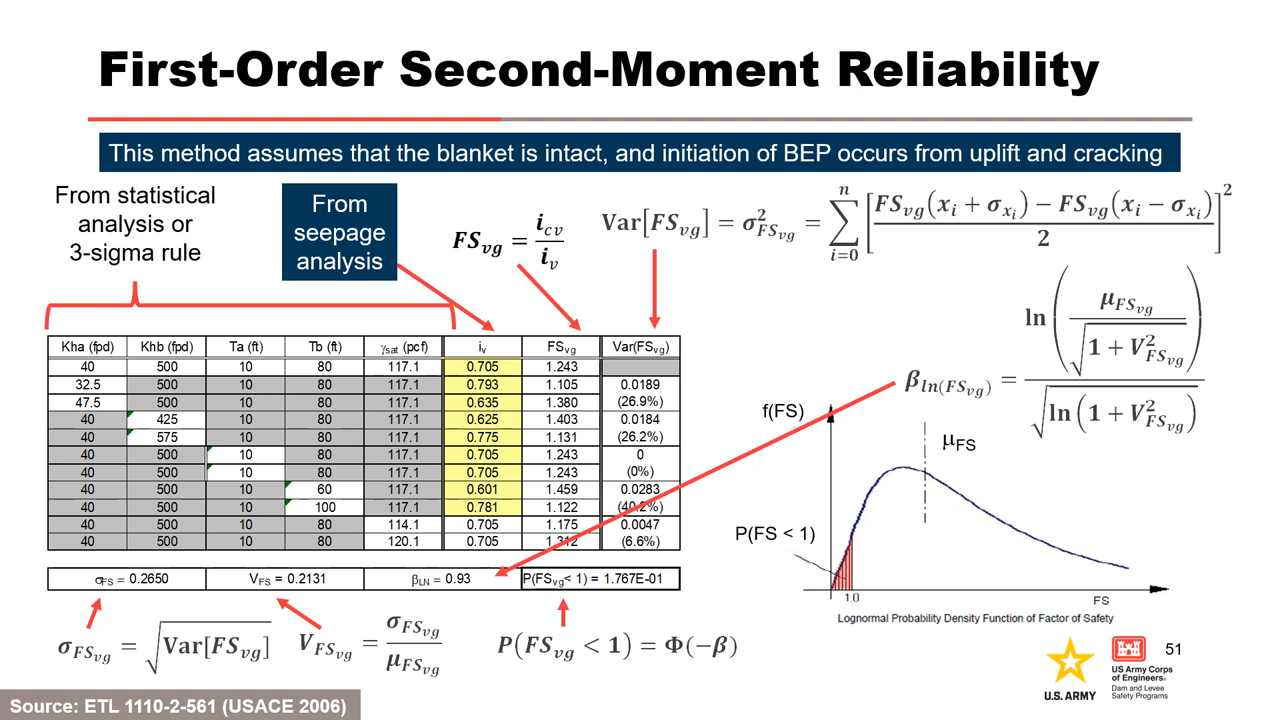 First-Order Second-Moment Reliability
This method assumes that the blanket is intact, and initiation of BEP occurs from uplift and cracking
From statistical
analysis or
3-sigma rule
From
seepage
analysis
FS_vg = i_cv / i_v
Var[FS_vg] = σ²_FS_vg = ∑_{i=0}^{n} [ (FS_vg(x_i + σ_x_i) − FS_vg(x_i − σ_x_i)) / 2 ]²
β_ln(FS_vg) = ln( μ_FS_vg / √(1 + V²_FS_vg) ) / √(ln(1 + V²_FS_vg))
Kha (fpd) Khb (fpd) Ta (ft) Tb (ft) γsat (pcf) iv FSvg Var(FSvg)
40 500 10 80 117.1 0.705 1.243
32.5 500 10 80 117.1 0.793 1.105 0.0189
47.5 500 10 80 117.1 0.635 1.380 (26.9%)
40 425 10 80 117.1 0.625 1.403 0.0184
40 575 10 80 117.1 0.775 1.131 (26.2%)
40 500 10 80 117.1 0.705 1.243 0
40 500 10 80 117.1 0.705 1.243 (0%)
40 500 10 60 117.1 0.601 1.459 0.0283
40 500 10 100 117.1 0.781 1.122 (40.2%)
40 500 10 80 114.1 0.705 1.175 0.0047
40 500 10 80 120.1 0.705 1.312 (6.6%)
σFS = 0.2650 VFS = 0.2131 βLN = 0.93 P(FSvg< 1) = 1.767E-01
f(FS)
μFS
P(FS < 1)
1.0
FS
Lognormal Probability Density Function of Factor of Safety
σ_FS_vg = √Var[FS_vg]
V_FS_vg = σ_FS_vg / μ_FS_vg
P(FS_vg < 1) = Φ(−β)
51
U.S. ARMY
US Army Corps
of Engineers®
Dam and Levee
Safety Programs
Source: ETL 1110-2-561 (USACE 2006)